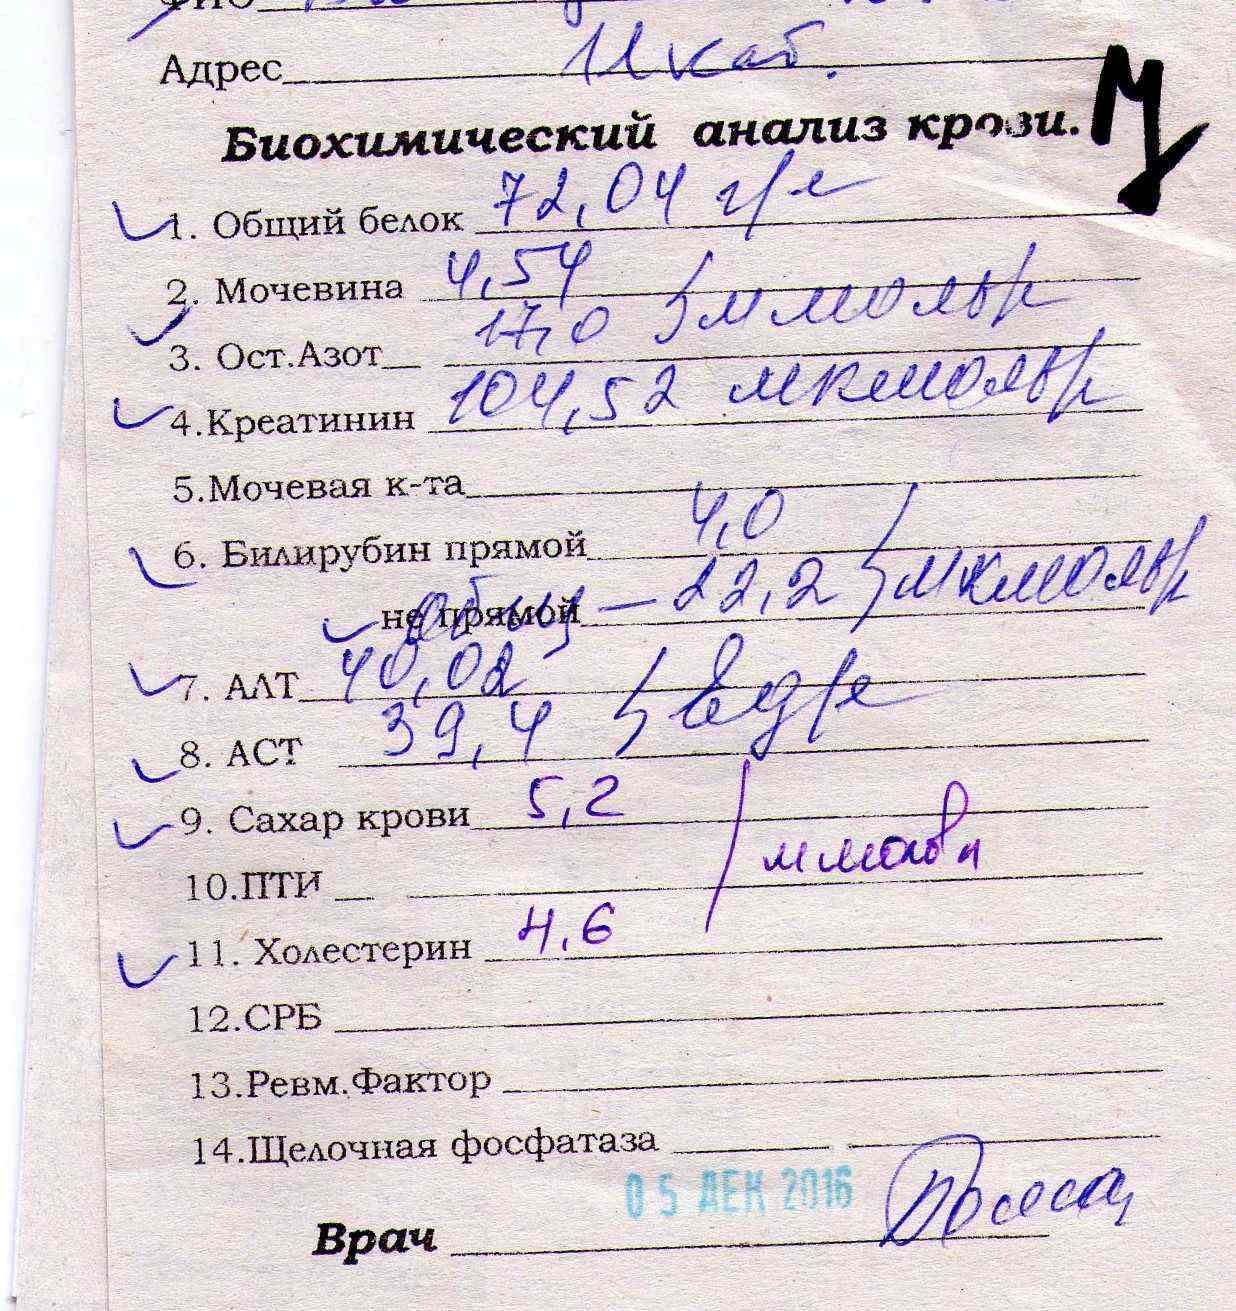 ФИО
Адрес 11 каб.
Биохимический анализ крови. М
1. Общий белок 72,04 г/л
2. Мочевина 4,54
3. Ост.Азот 17,0 } ммоль/л
4.Креатинин 104,52 мкмоль/л
5.Мочевая к-та
6. Билирубин прямой 4,0
не прямой общ – 22,2 } мкмоль/л
7. АЛТ 40,02
8. АСТ 39,4 } Ед/л
9. Сахар крови 5,2
10.ПТИ ммоль/л
11. Холестерин 4,6
12.СРБ
13.Ревм.Фактор
14.Щелочная фосфатаза
05 ДЕК 2016
Врач